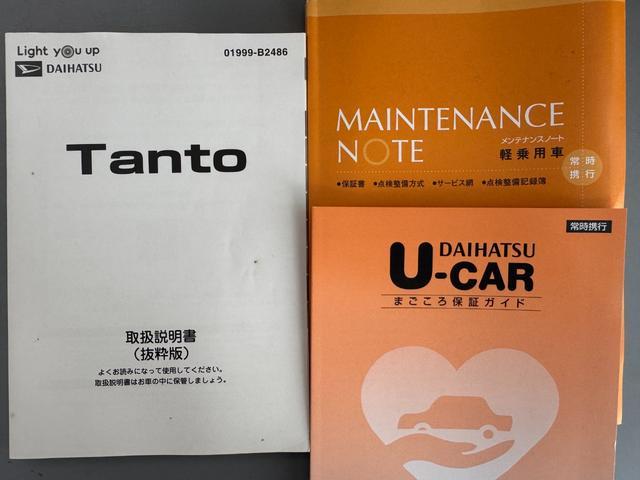 Light you up
DAIHATSU
01999-B2486
Tanto
取扱説明書
（抜粋版）
よくお読みになって使用してください。
取扱説明書はお車の中に保管しましょう。
MAINTENANCE
NOTE
メンテナンスノート
軽乗用車
常時
携行
●保証書 ●点検整備方式 ●サービス網 ●点検整備記録簿
常時携行
DAIHATSU
U-CAR
まごころ保証ガイド